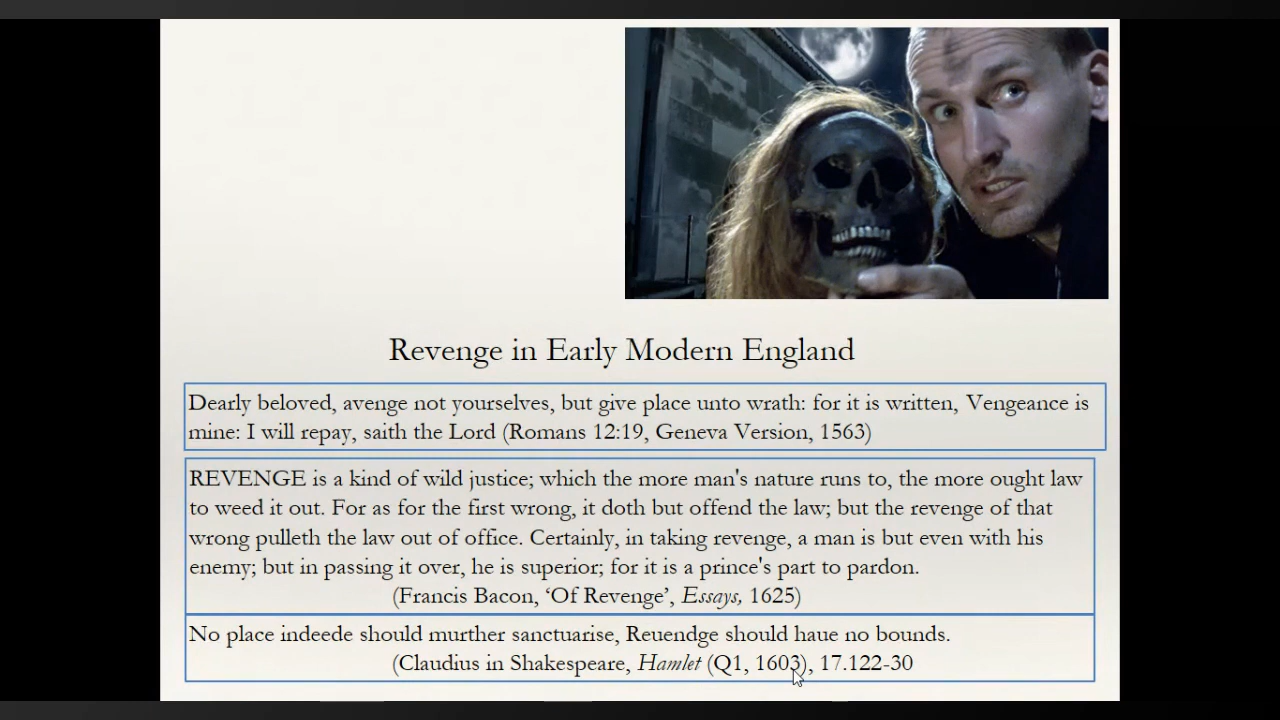 Revenge in Early Modern England
Dearly beloved, avenge not yourselves, but give place unto wrath: for it is written, Vengeance is
mine: I will repay, saith the Lord (Romans 12:19, Geneva Version, 1563)
REVENGE is a kind of wild justice; which the more man's nature runs to, the more ought law
to weed it out. For as for the first wrong, it doth but offend the law; but the revenge of that
wrong pulleth the law out of office. Certainly, in taking revenge, a man is but even with his
enemy; but in passing it over, he is superior; for it is a prince's part to pardon.
(Francis Bacon, ‘Of Revenge’, Essays, 1625)
No place indeede should murther sanctuarise, Reuendge should haue no bounds.
(Claudius in Shakespeare, Hamlet (Q1, 1603), 17.122-30